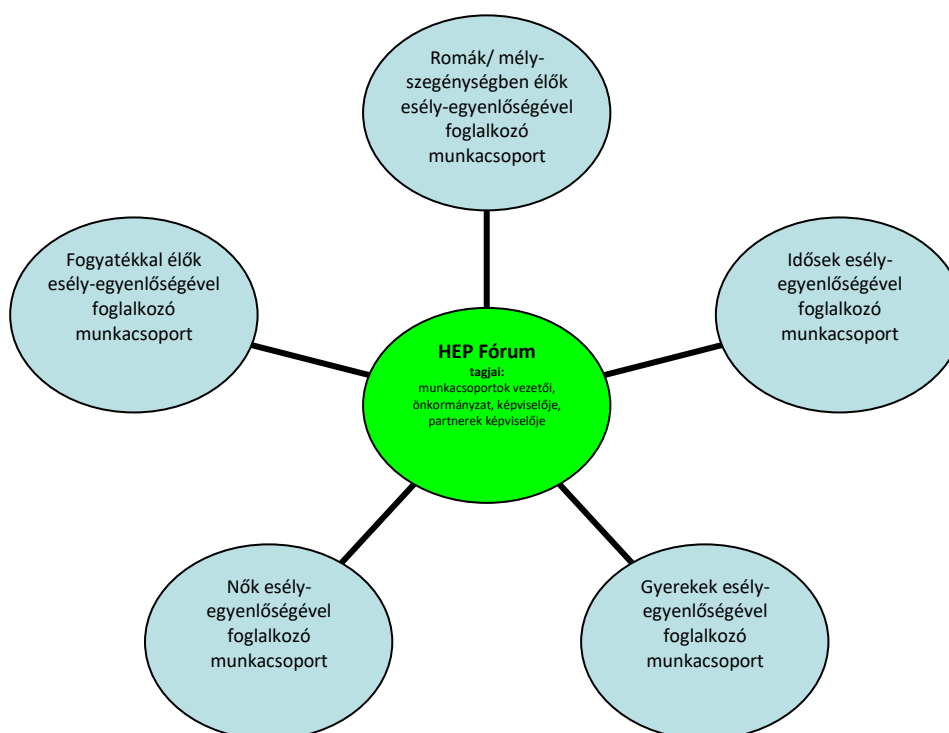 Romák/ mély-
szegénységben élők
esély-egyenlőségével
foglalkozó
munkacsoport
Fogyatékkal élők
esély-egyenlőségével
foglalkozó
munkacsoport
Idősek esély-
egyenlőségével
foglalkozó
munkacsoport
HEP Fórum
tagjai:
munkacsoportok vezetői,
önkormányzat, képviselője,
partnerek képviselője
Nők esély-
egyenlőségével
foglalkozó
munkacsoport
Gyerekek esély-
egyenlőségével
foglalkozó
munkacsoport